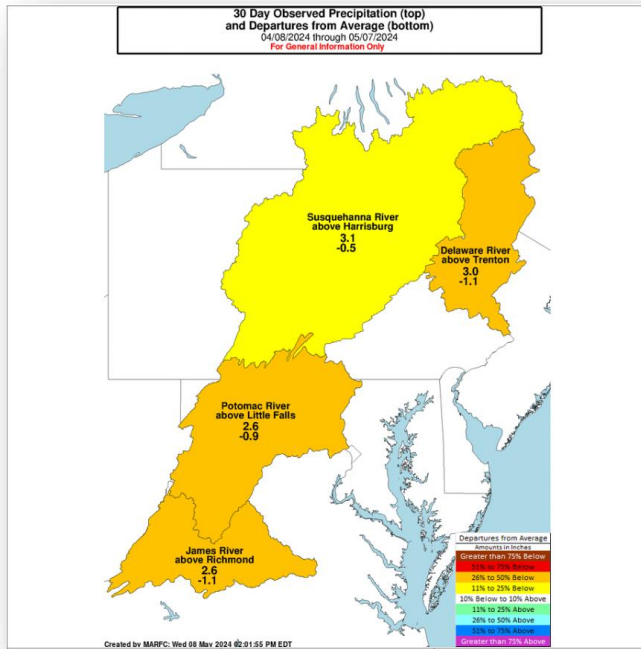 30 Day Observed Precipitation (top)
and Departures from Average (bottom)
04/08/2024 through 05/07/2024
For General Information Only
Susquehanna River
above Harrisburg
3.1
-0.5
Delaware River
above Trenton
3.0
-1.1
Potomac River
above Little Falls
2.6
-0.9
James River
above Richmond
2.6
-1.1
Departures from Average
Amounts in Inches
Greater than 75% Below
51% to 75% Below
26% to 50% Below
11% to 25% Below
10% Below to 10% Above
11% to 25% Above
26% to 50% Above
51% to 75% Above
Greater than 75% Above
Created by MARFC: Wed 08 May 2024 02:01:55 PM EDT